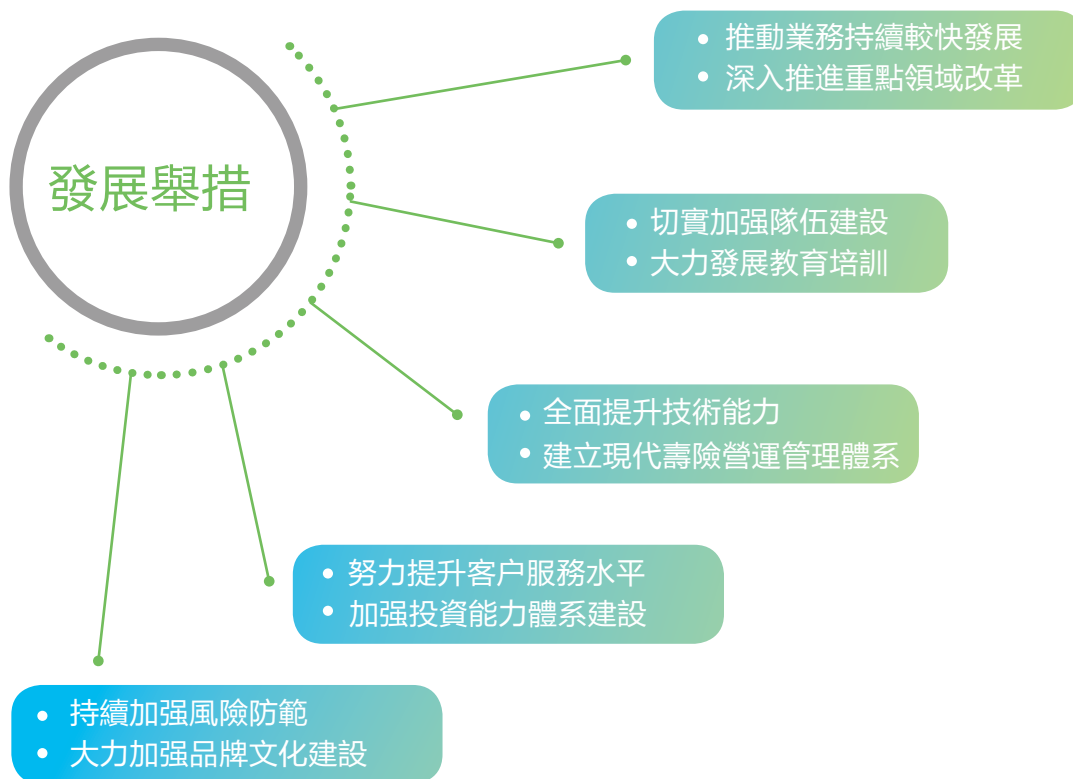 發展舉措
推動業務持續較快發展
深入推進重點領域改革
切實加强隊伍建設
大力發展教育培訓
全面提升技術能力
建立現代壽險營運管理體系
努力提升客户服務水平
加强投資能力體系建設
持續加强風險防範
大力加强品牌文化建設